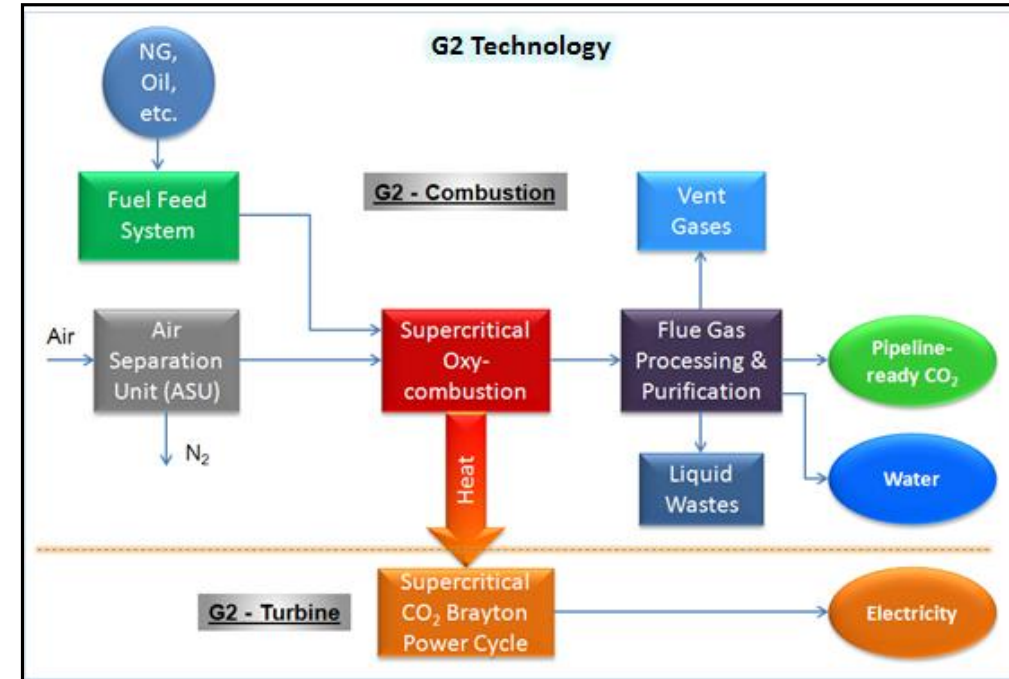 G2 Technology
NG,
Oil,
etc.
G2 - Combustion
Fuel Feed
System
Vent
Gases
Air
Air
Separation
Unit (ASU)
Supercritical
Oxy-
combustion
Flue Gas
Processing &
Purification
Pipeline-
ready CO₂
N₂
Heat
Liquid
Wastes
Water
G2 - Turbine
Supercritical
CO₂ Brayton
Power Cycle
Electricity